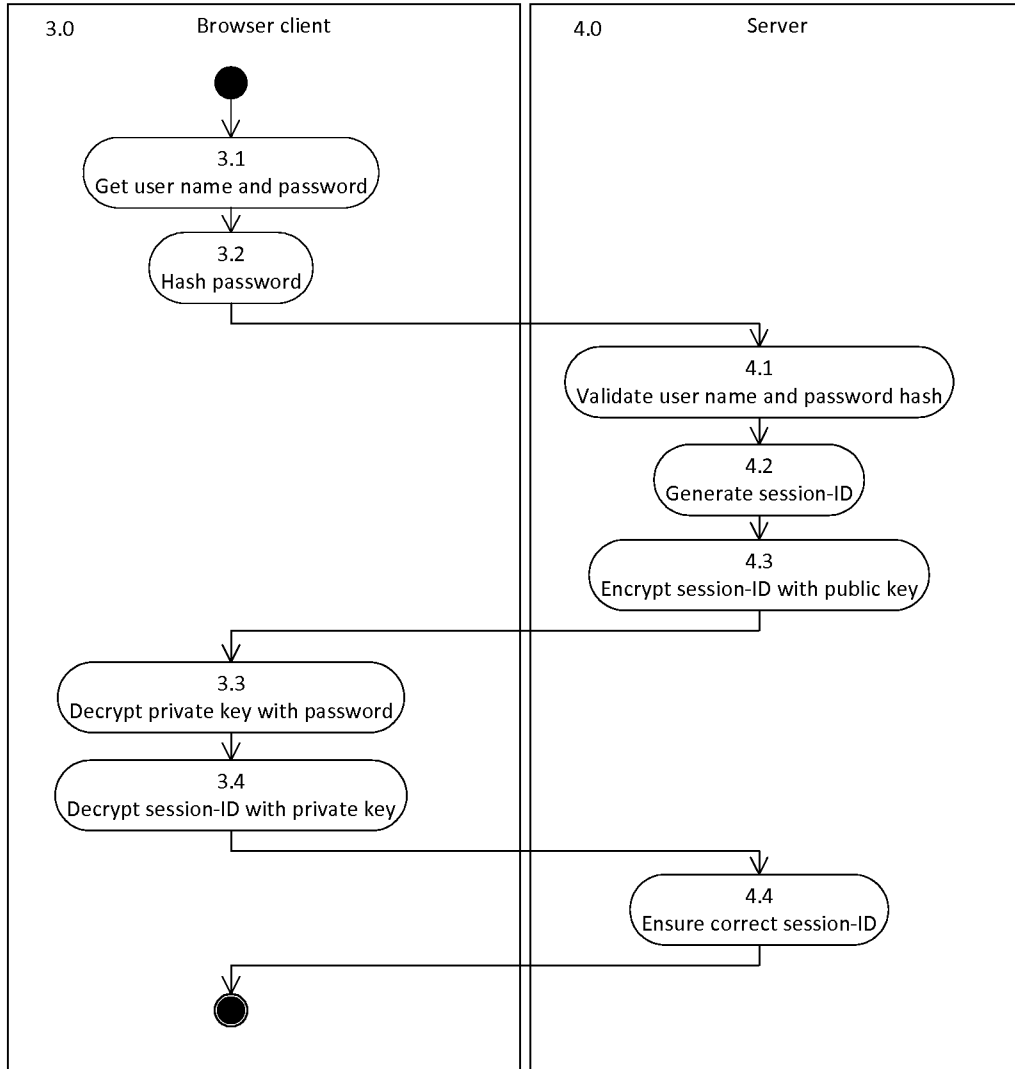 3.0
Browser client
4.0
Server
3.1
Get user name and password
3.2
Hash password
4.1
Validate user name and password hash
4.2
Generate session-ID
4.3
Encrypt session-ID with public key
3.3
Decrypt private key with password
3.4
Decrypt session-ID with private key
4.4
Ensure correct session-ID